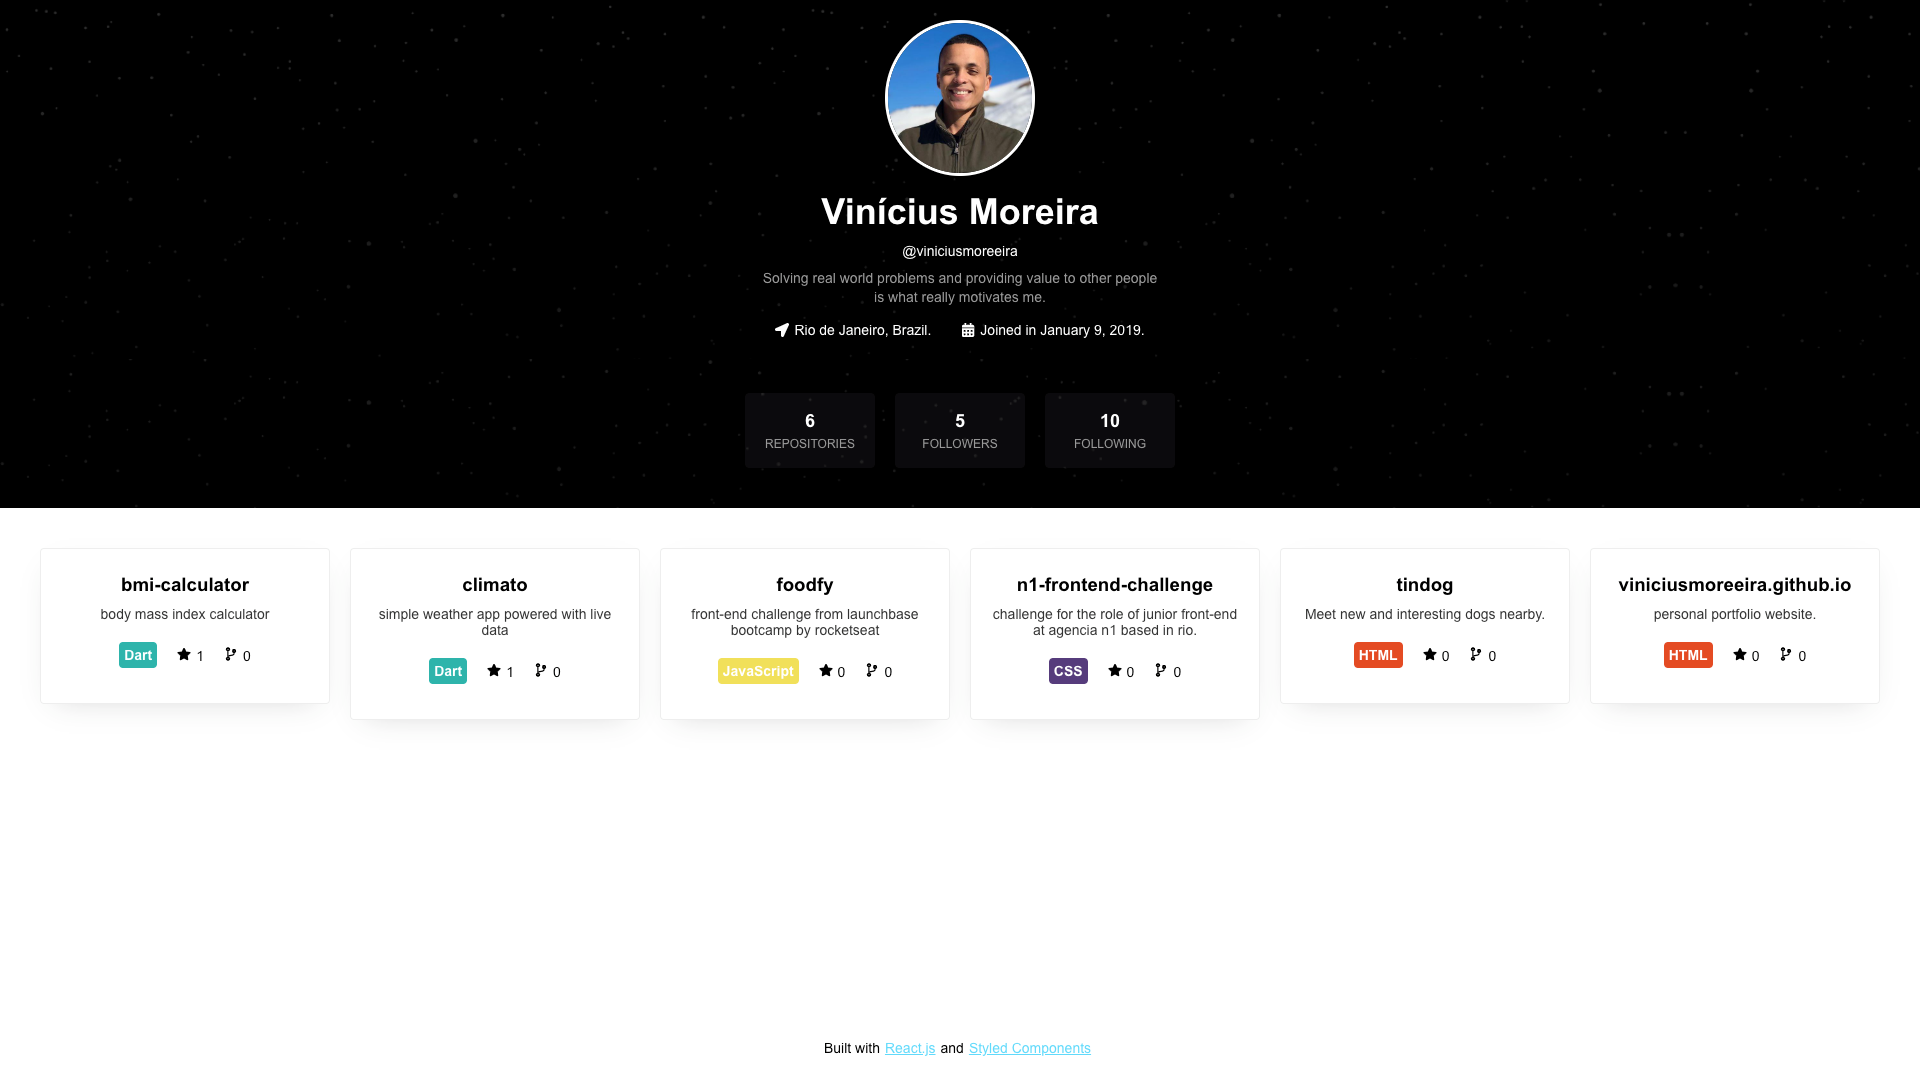 Vinícius Moreira
@viniciusmoreeira
Solving real world problems and providing value to other people
is what really motivates me.
Rio de Janeiro, Brazil. Joined in January 9, 2019.
6
REPOSITORIES
5
FOLLOWERS
10
FOLLOWING
bmi-calculator
body mass index calculator
Dart 1 0
climato
simple weather app powered with live
data
Dart 1 0
foodfy
front-end challenge from launchbase
bootcamp by rocketseat
JavaScript 0 0
n1-frontend-challenge
challenge for the role of junior front-end
at agencia n1 based in rio.
CSS 0 0
tindog
Meet new and interesting dogs nearby.
HTML 0 0
viniciusmoreeira.github.io
personal portfolio website.
HTML 0 0
Built with React.js and Styled Components